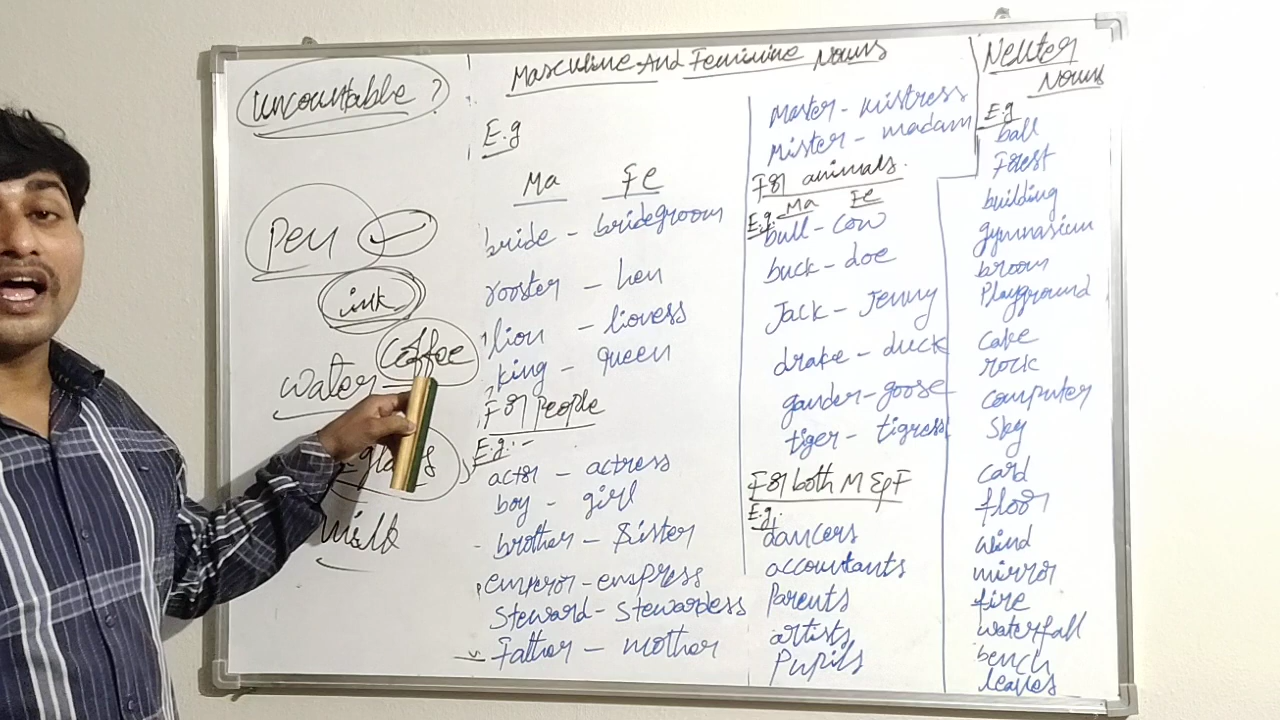 Uncountable ?
Pen
ink
coffee
water
milk
Masculine And Feminine Nouns
E.g
Ma Fe
bride - bridegroom
rooster - hen
lion - lioness
king - queen
For People
E.g:-
actor - actress
boy - girl
brother - Sister
emperor - empress
Steward - Stewardess
Father - mother
Master - mistress
Mister - madam
For animals.
E.g. Ma Fe
bull - cow
buck - doe
Jack - Jenny
drake - duck
gander - goose
tiger - tigress
For both M & F
E.g.
dancers
accountants
Parents
artists
Pupils
Neuter
Nouns
E.g
ball
Forest
building
gymnasium
broom
Playground
cake
rock
computer
Sky
card
floor
wind
mirror
fire
waterfall
bench
leaves